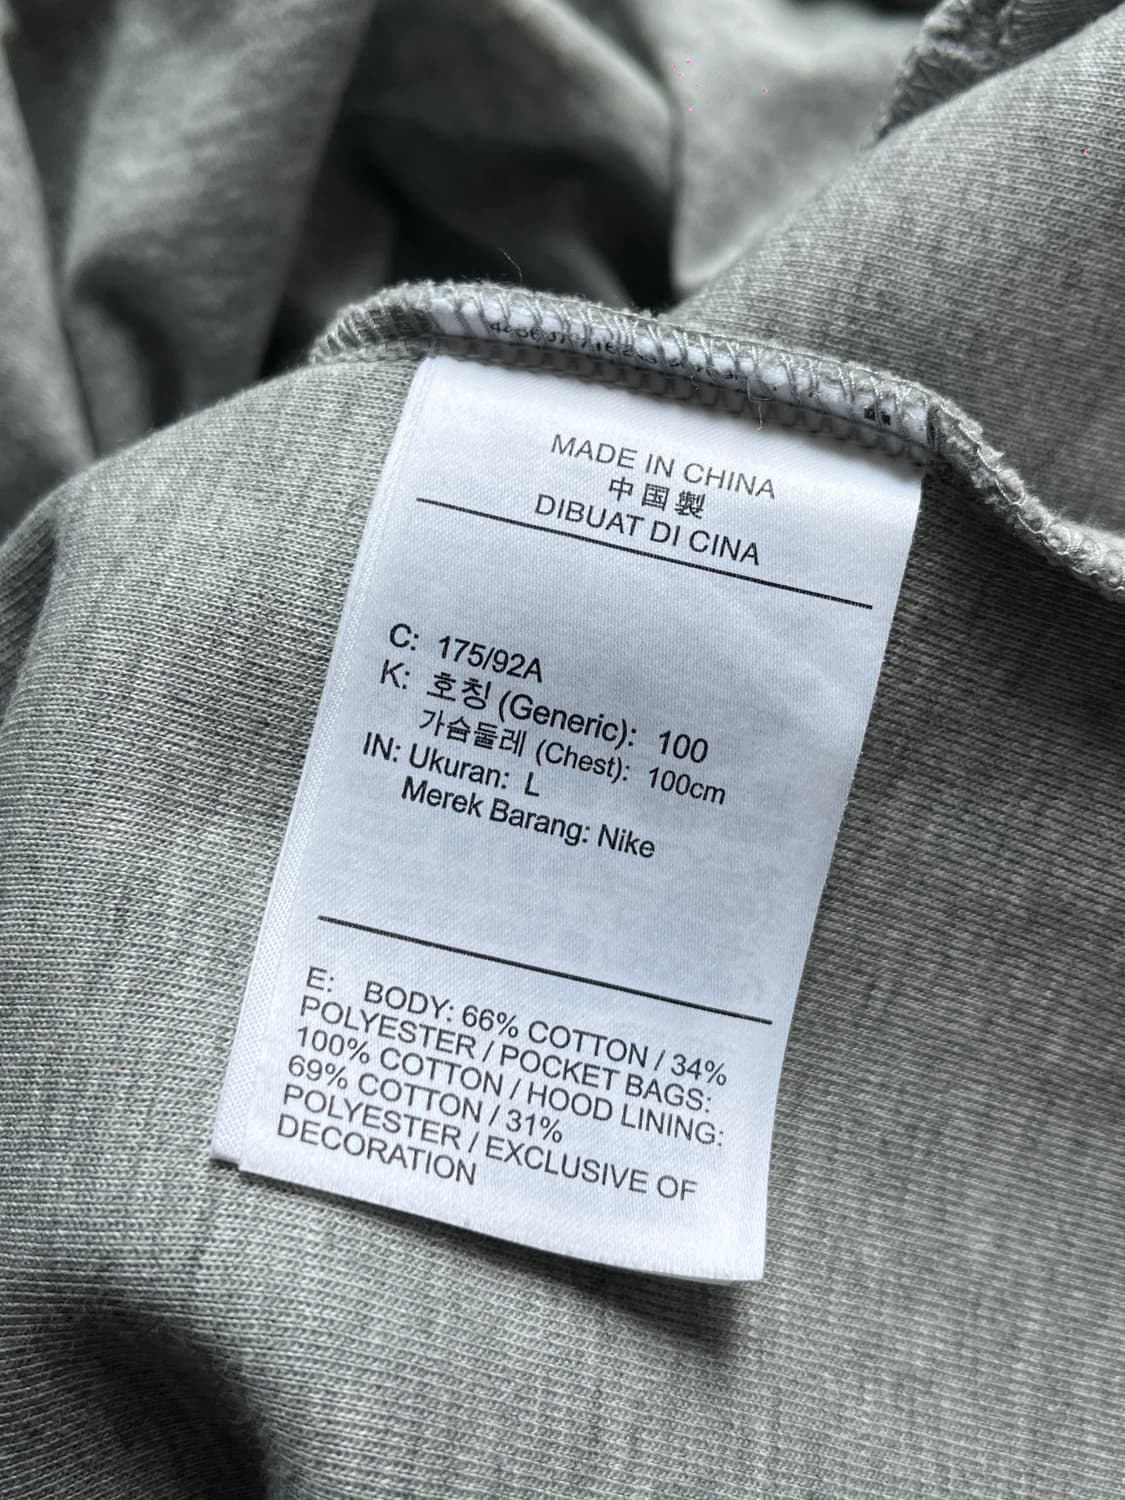 MADE IN CHINA
中国製
DIBUAT DI CINA
C: 175/92A
K: 호칭 (Generic): 100
가슴둘레 (Chest): 100cm
IN: Ukuran: L
Merek Barang: Nike
E: BODY: 66% COTTON / 34%
POLYESTER / POCKET BAGS:
100% COTTON / HOOD LINING:
69% COTTON / 31%
POLYESTER / EXCLUSIVE OF
DECORATION